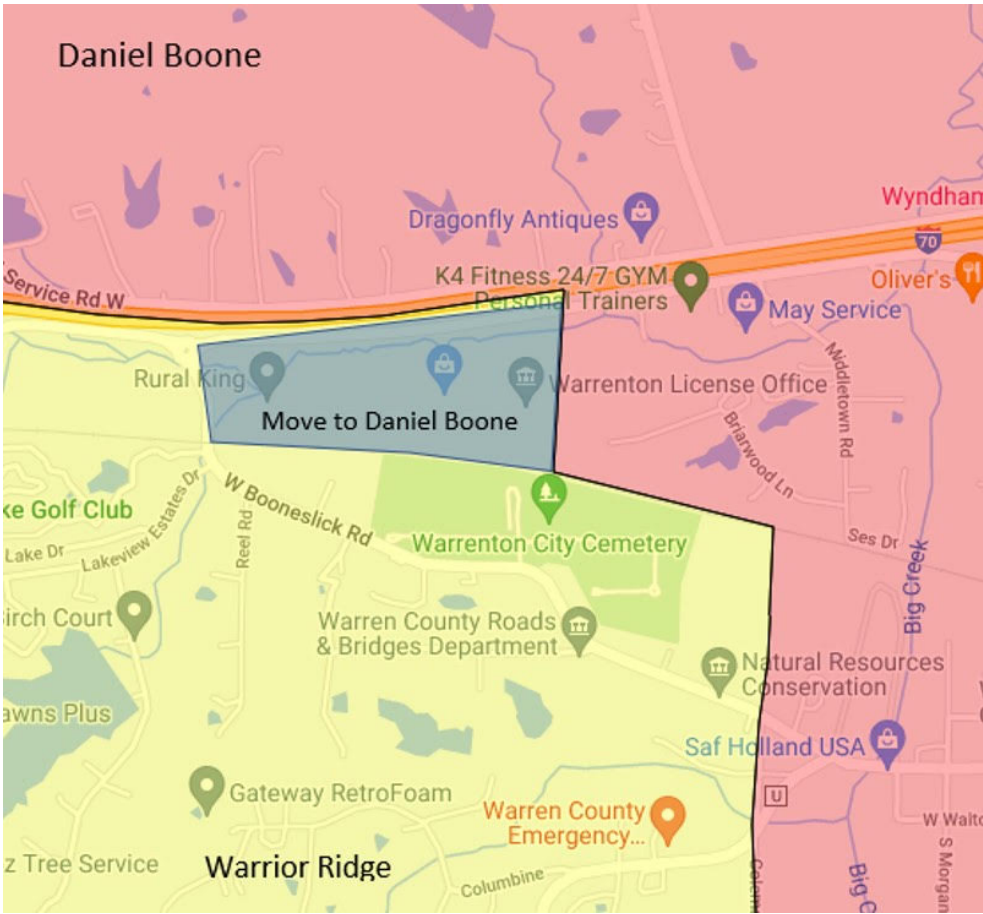 Daniel Boone
Wyndham
Dragonfly Antiques
70
K4 Fitness 24/7 GYM
Personal Trainers
Oliver's
Service Rd W
May Service
Rural King
Warrenton License Office
Middletown Rd
Move to Daniel Boone
Briarwood Ln
W Booneslick Rd
ke Golf Club
Lakeview Estates Dr
Reel Rd
Lake Dr
Warrenton City Cemetery
Ses Dr
Big Creek
Birch Court
Warren County Roads
& Bridges Department
Natural Resources
Conservation
awns Plus
Saf Holland USA
Gateway RetroFoam
U
Warren County
Emergency...
W Walto
S Morgan
z Tree Service
Warrior Ridge
Columbine
Big C